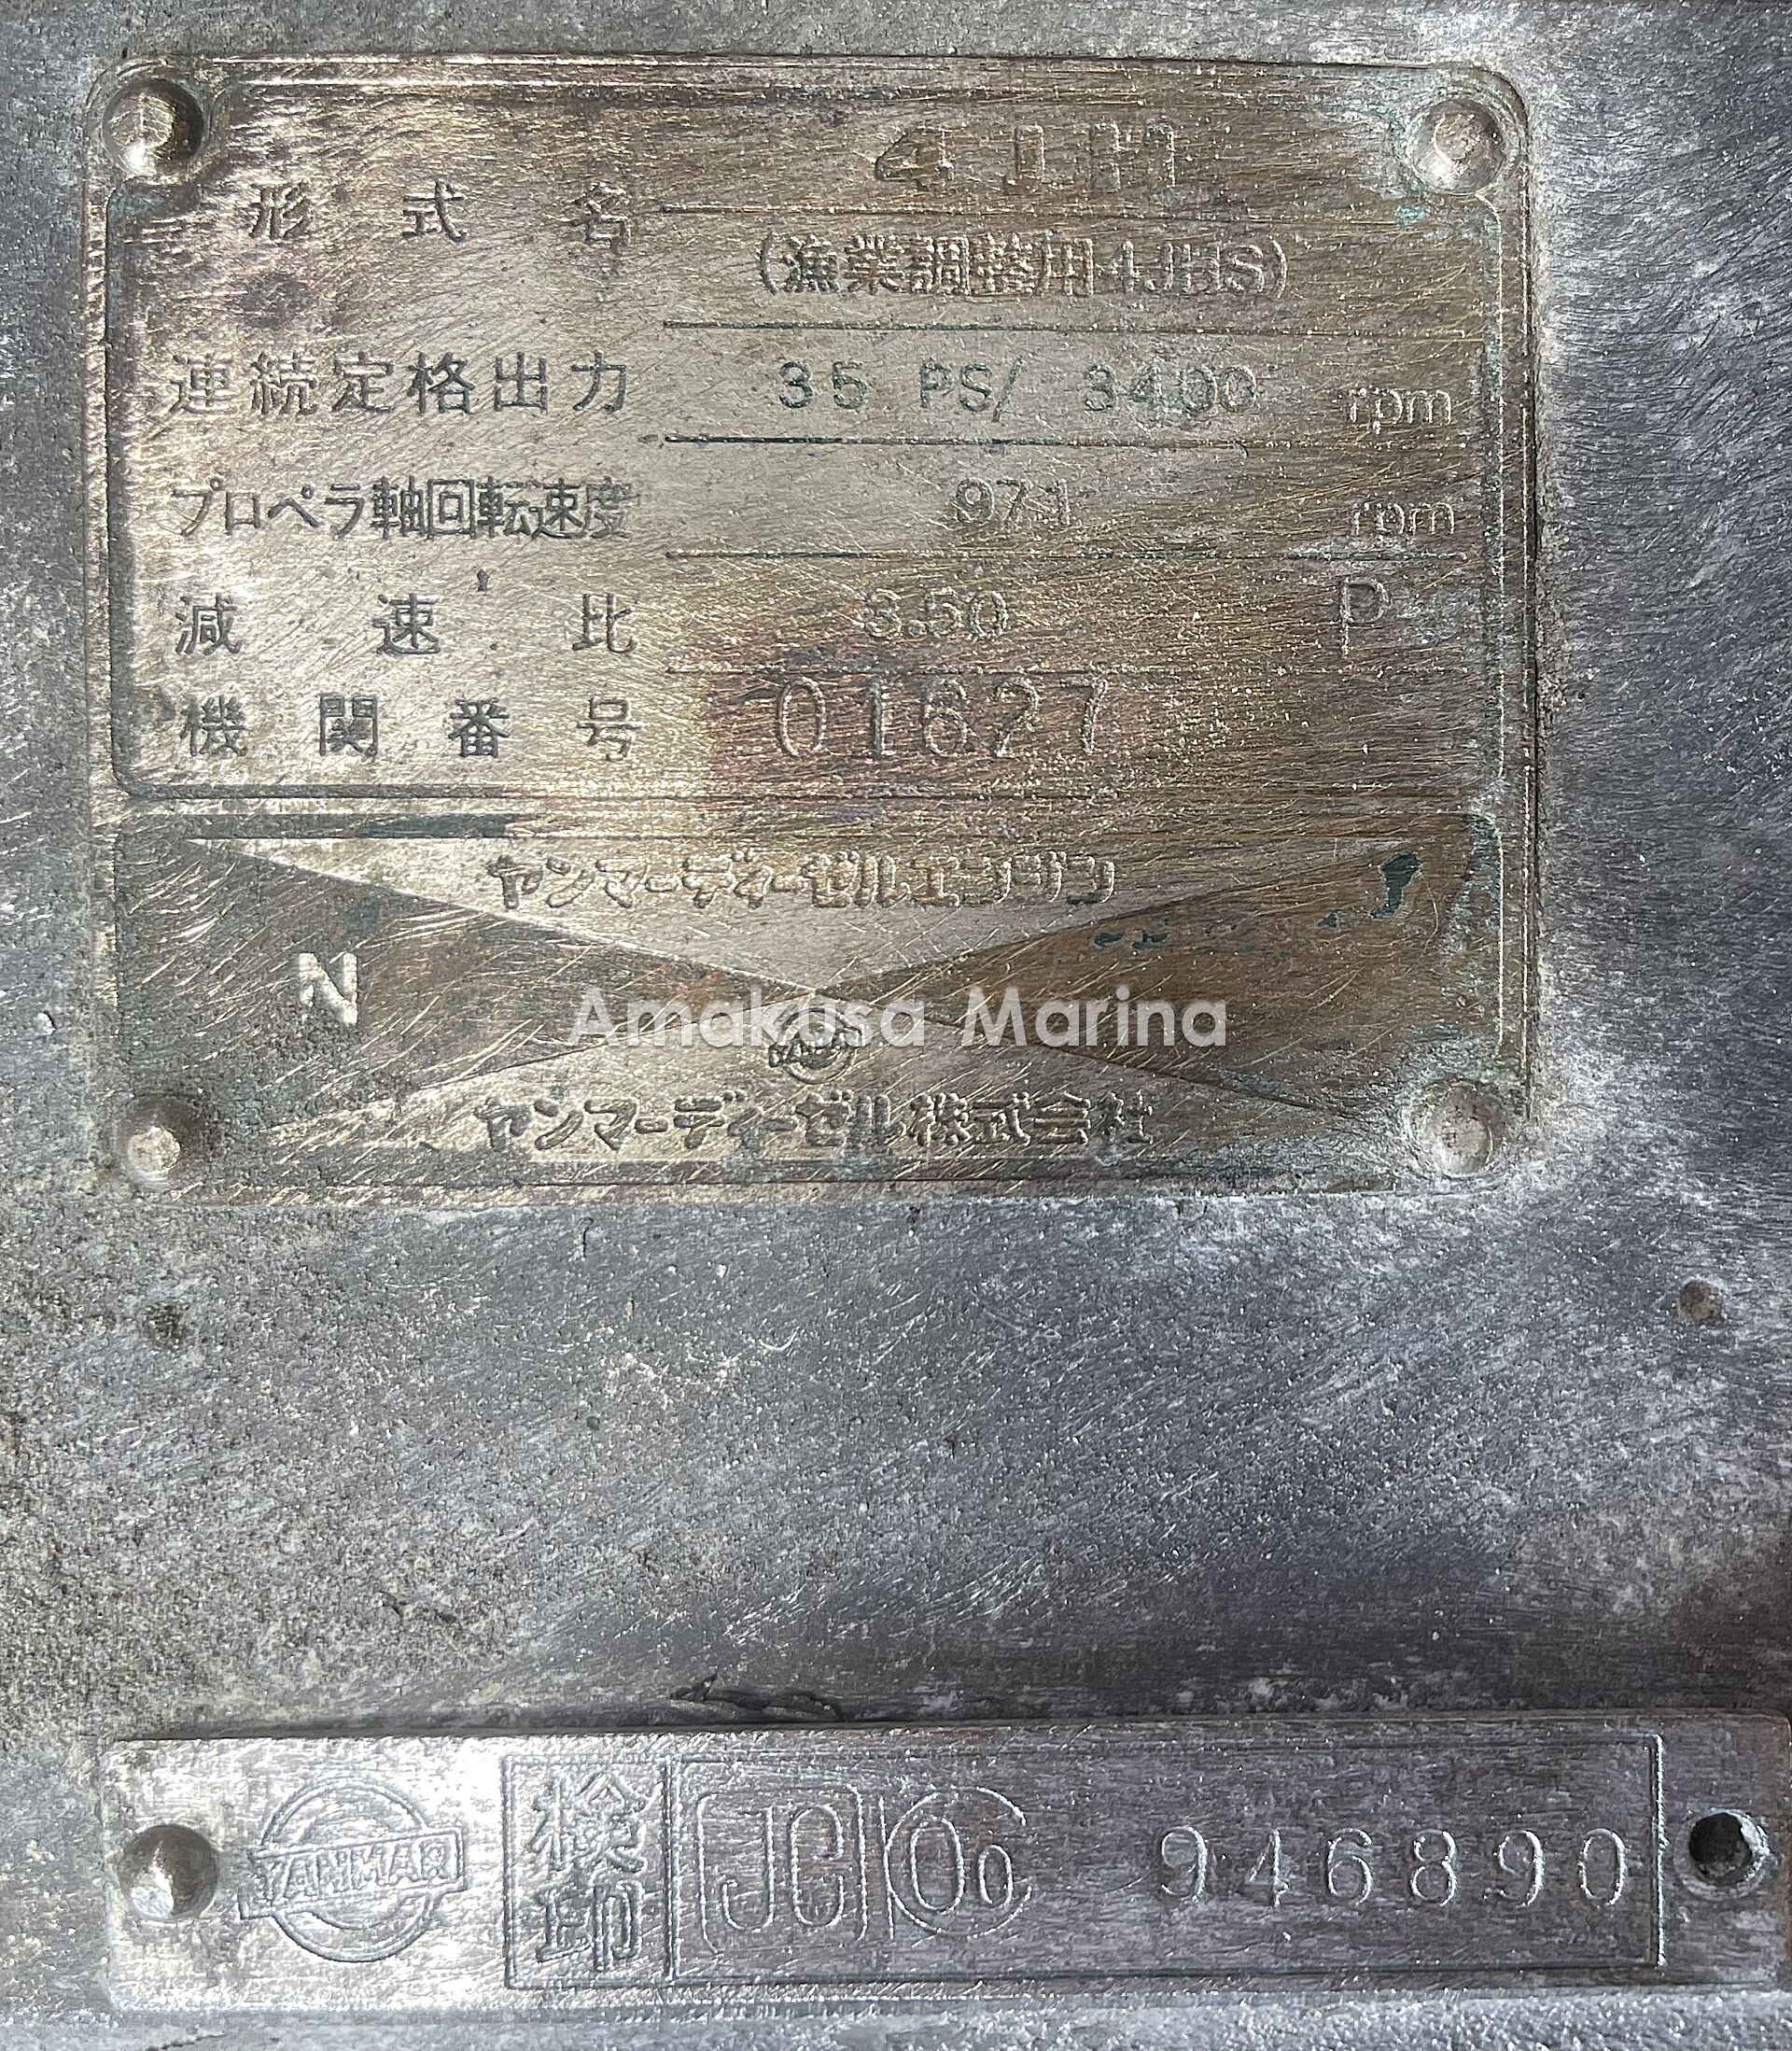 形式名 4JM
(漁業調整用4JHS)
連続定格出力 35 PS/ 3400 rpm
プロペラ軸回転速度 971 rpm
減速比 3.50 P
機関番号 01627
ヤンマーディーゼルエンジン
N
Amakusa Marina
ヤンマーディーゼル株式会社
YANMAR 検印 JCI 946890